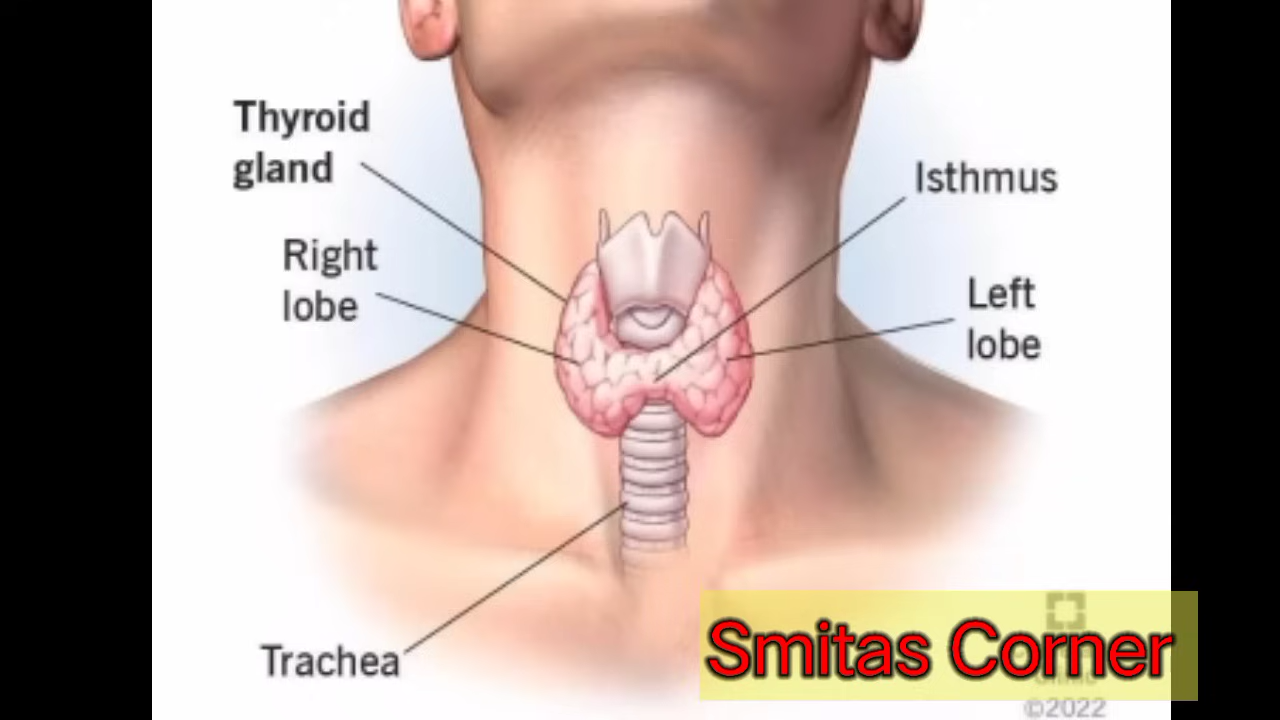 Thyroid
gland
Isthmus
Right
lobe
Left
lobe
Trachea
Smitas Corner
©2022